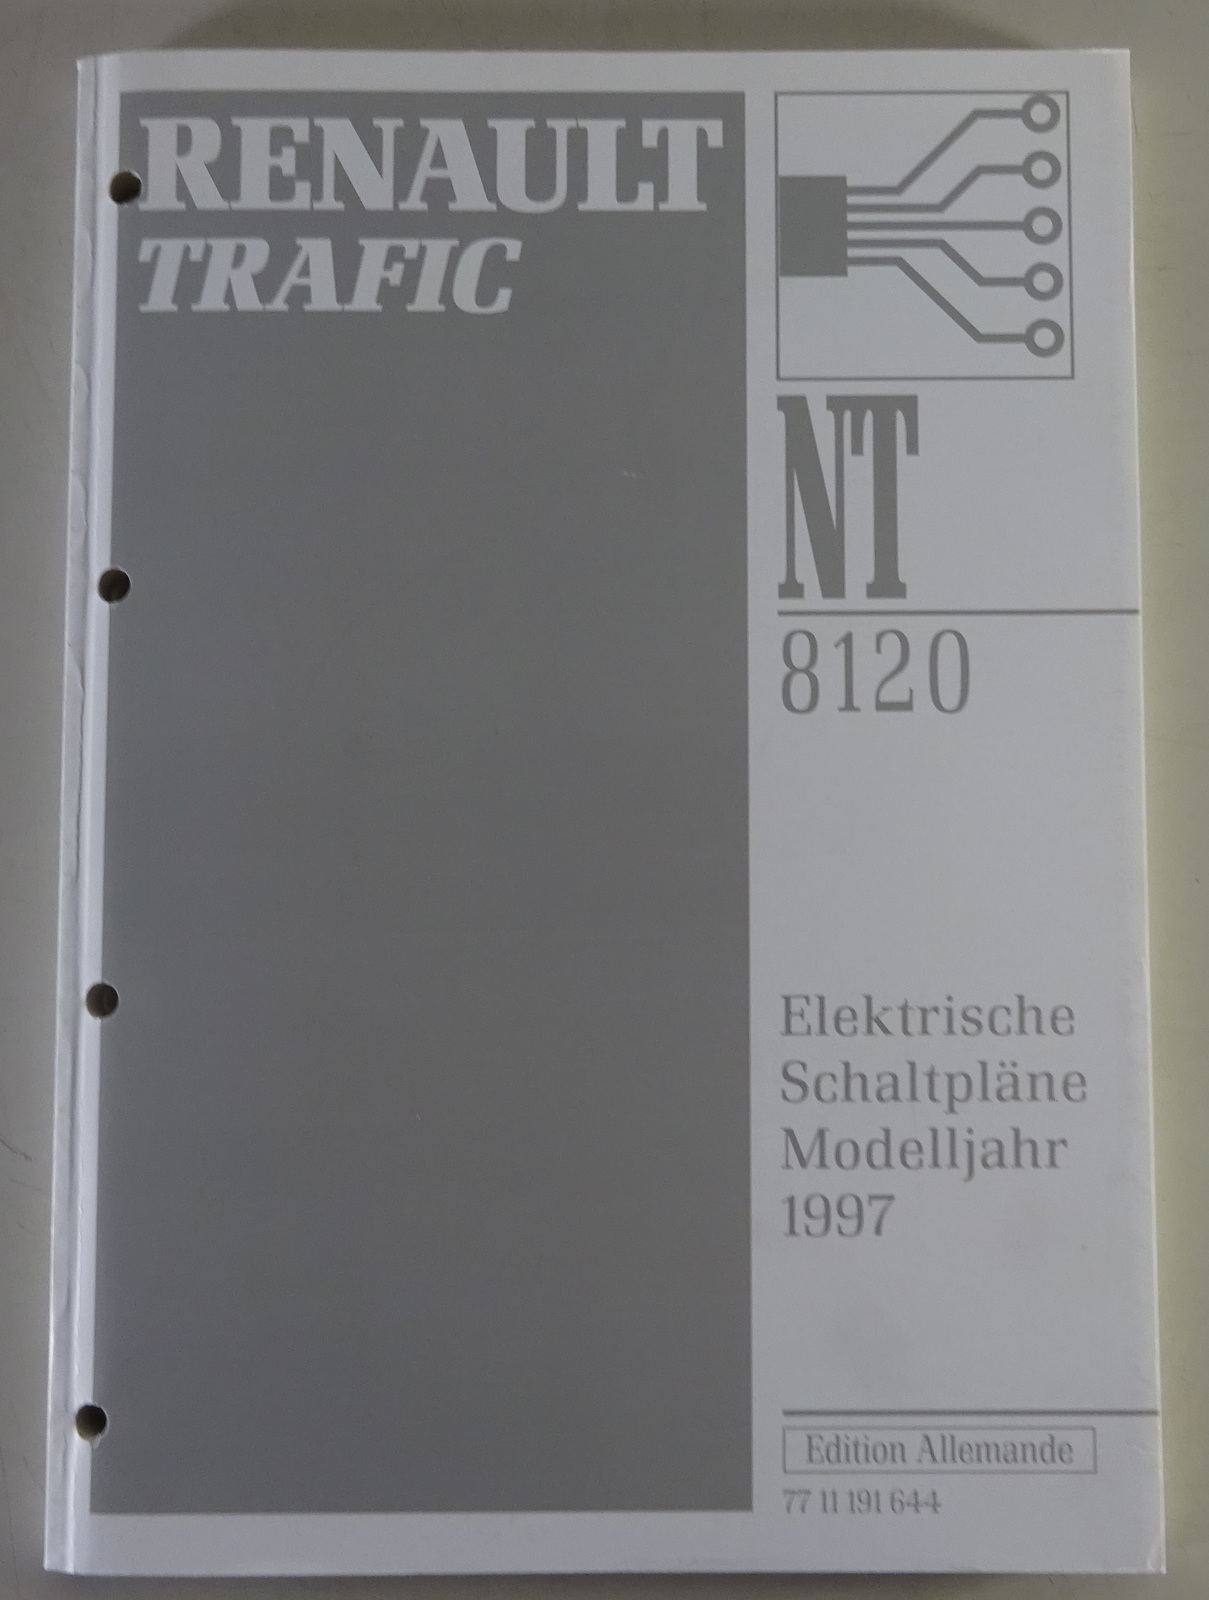 RENAULT
TRAFIC
NT
8120
Elektrische
Schaltpläne
Modelljahr
1997
Edition Allemande
77 11 191 644